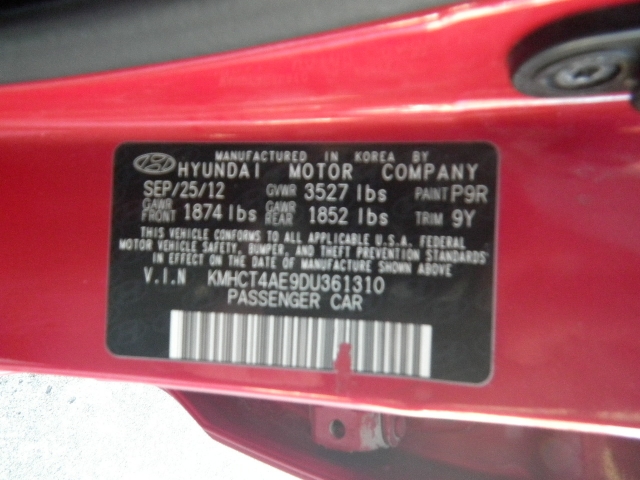 MANUFACTURED IN KOREA BY
HYUNDAI MOTOR COMPANY
SEP/25/12 GVWR 3527 lbs PAINT P9R
GAWR FRONT 1874 lbs GAWR REAR 1852 lbs TRIM 9Y
THIS VEHICLE CONFORMS TO ALL APPLICABLE U.S.A. FEDERAL
MOTOR VEHICLE SAFETY, BUMPER, AND THEFT PREVENTION STANDARDS
IN EFFECT ON THE DATE OF MANUFACTURE SHOWN ABOVE.
V.I.N KMHCT4AE9DU361310
PASSENGER CAR